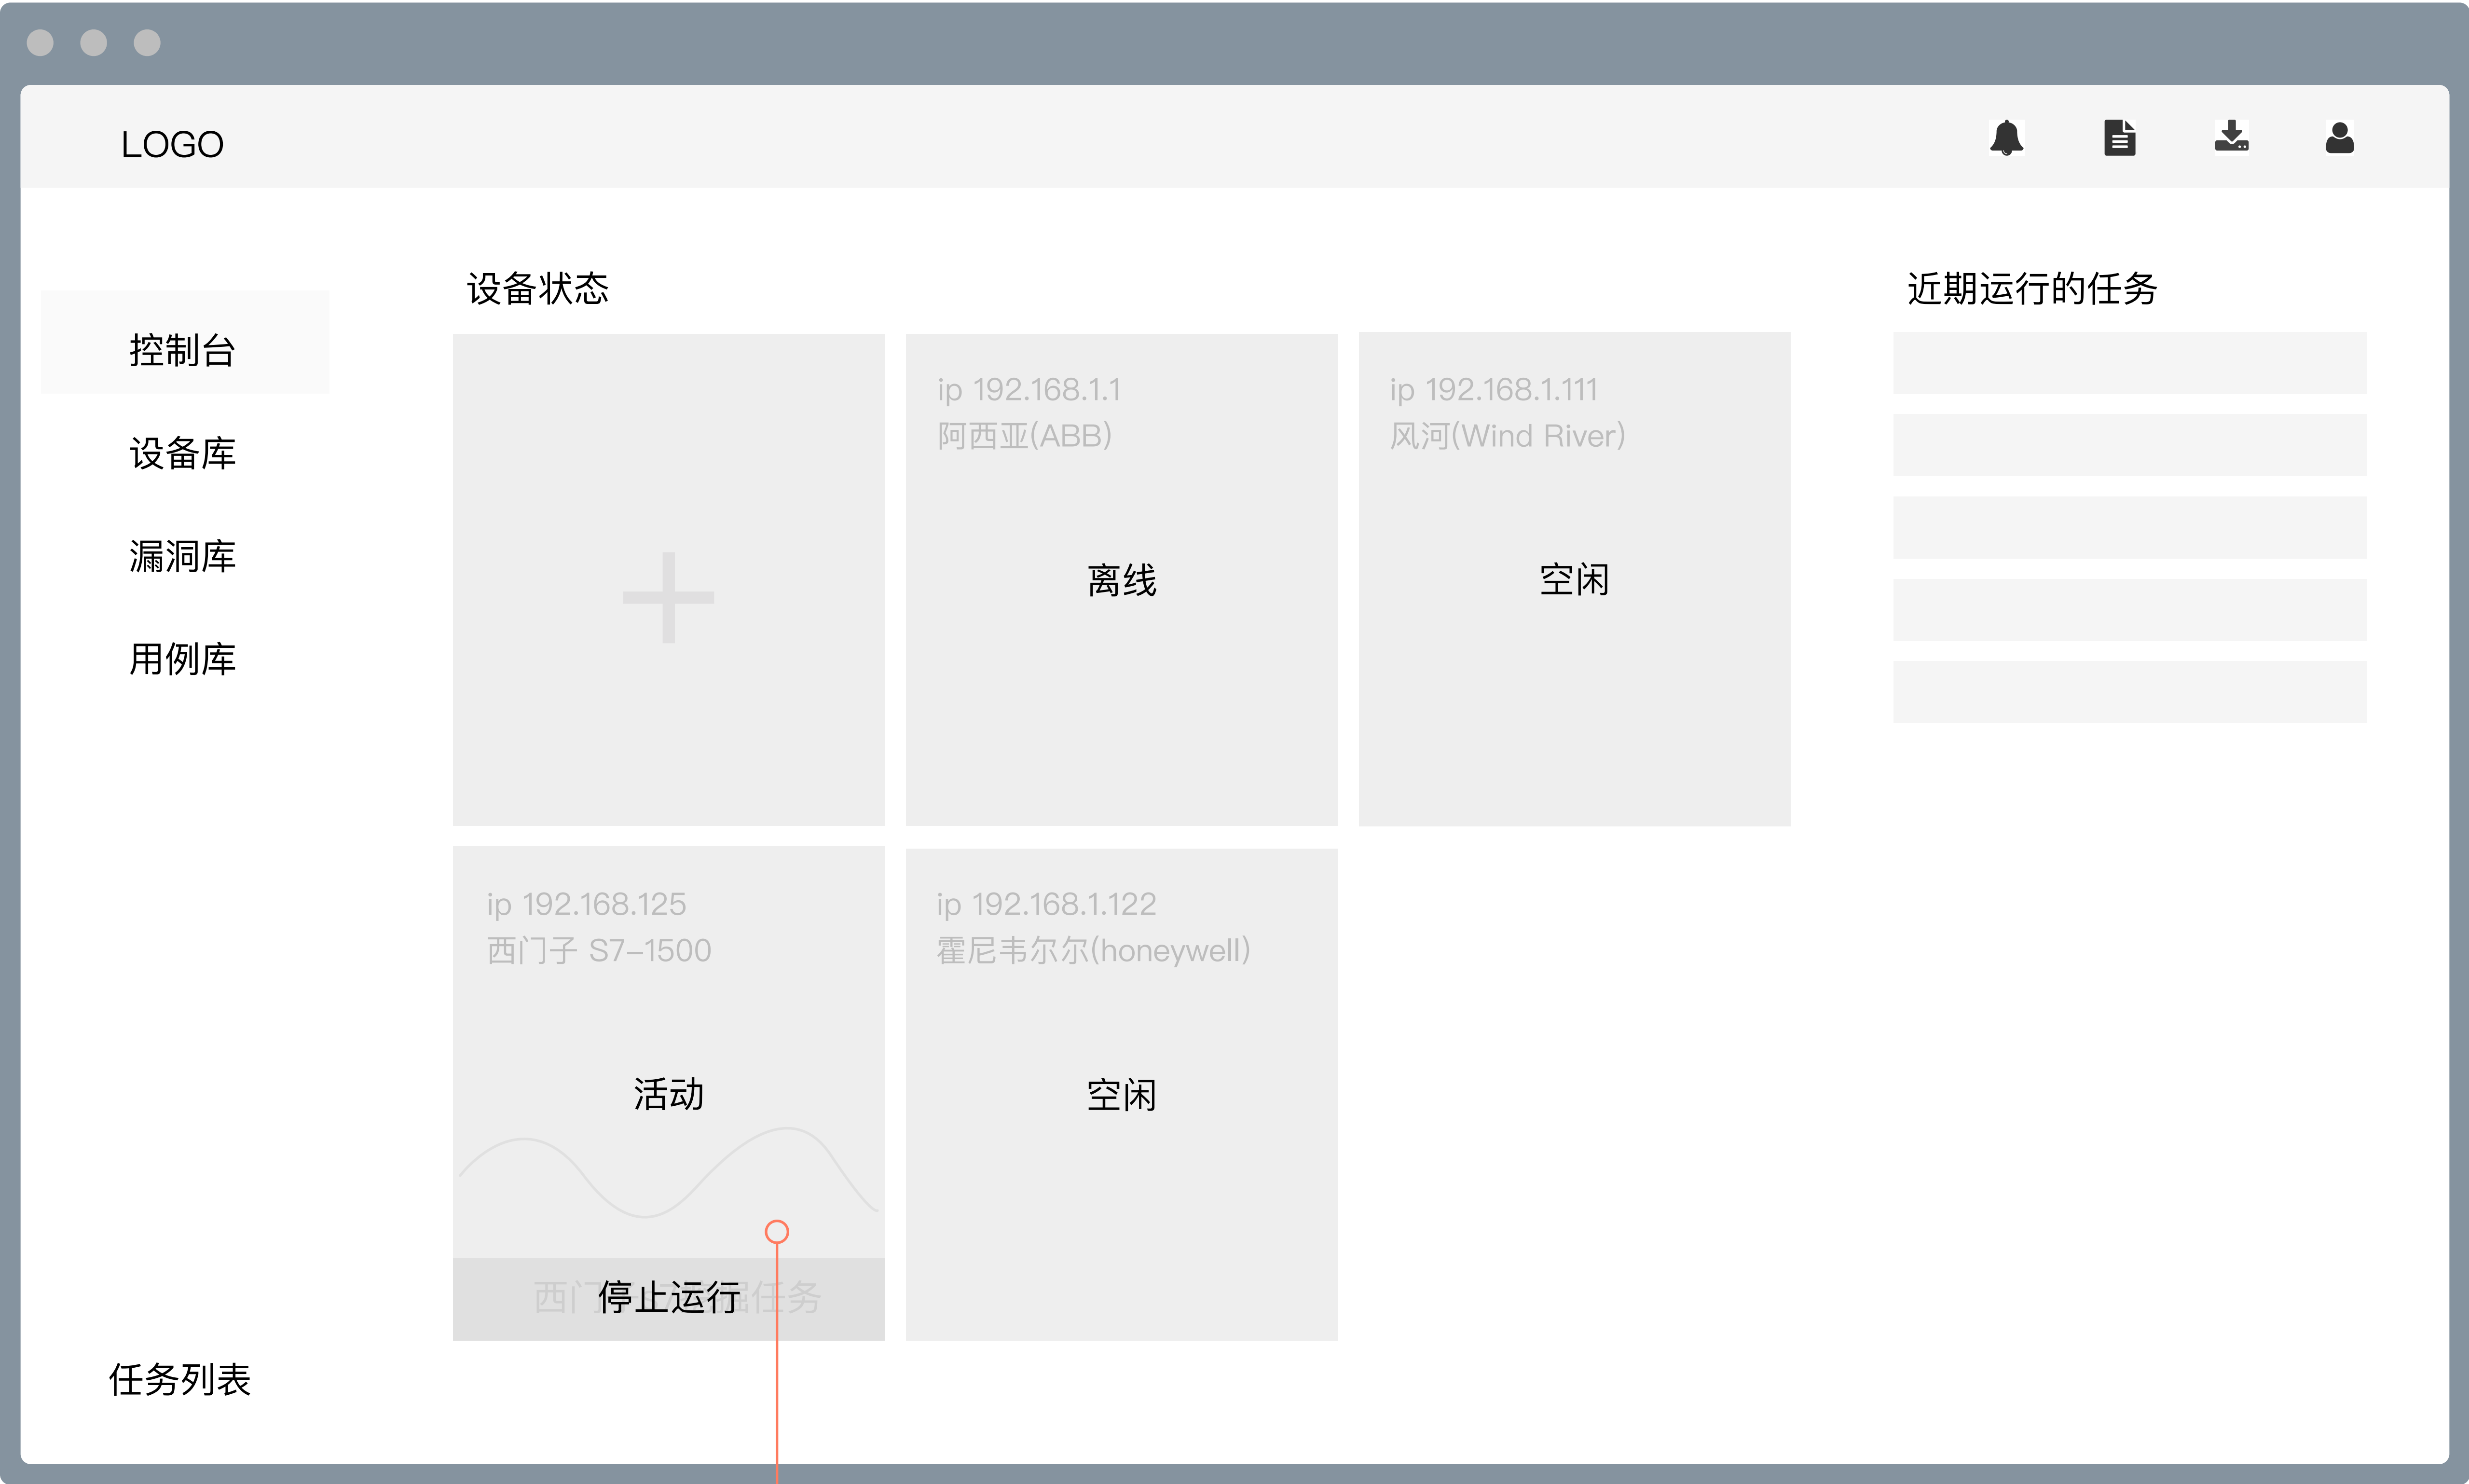 LOGO
控制台
设备库
漏洞库
用例库
任务列表
设备状态
ip 192.168.1.1
阿西亚(ABB)
离线
ip 192.168.1.111
风河(Wind River)
空闲
ip 192.168.125
西门子 S7-1500
活动
停止运行
ip 192.168.1.122
霍尼韦尔尔(honeywell)
空闲
近期运行的任务